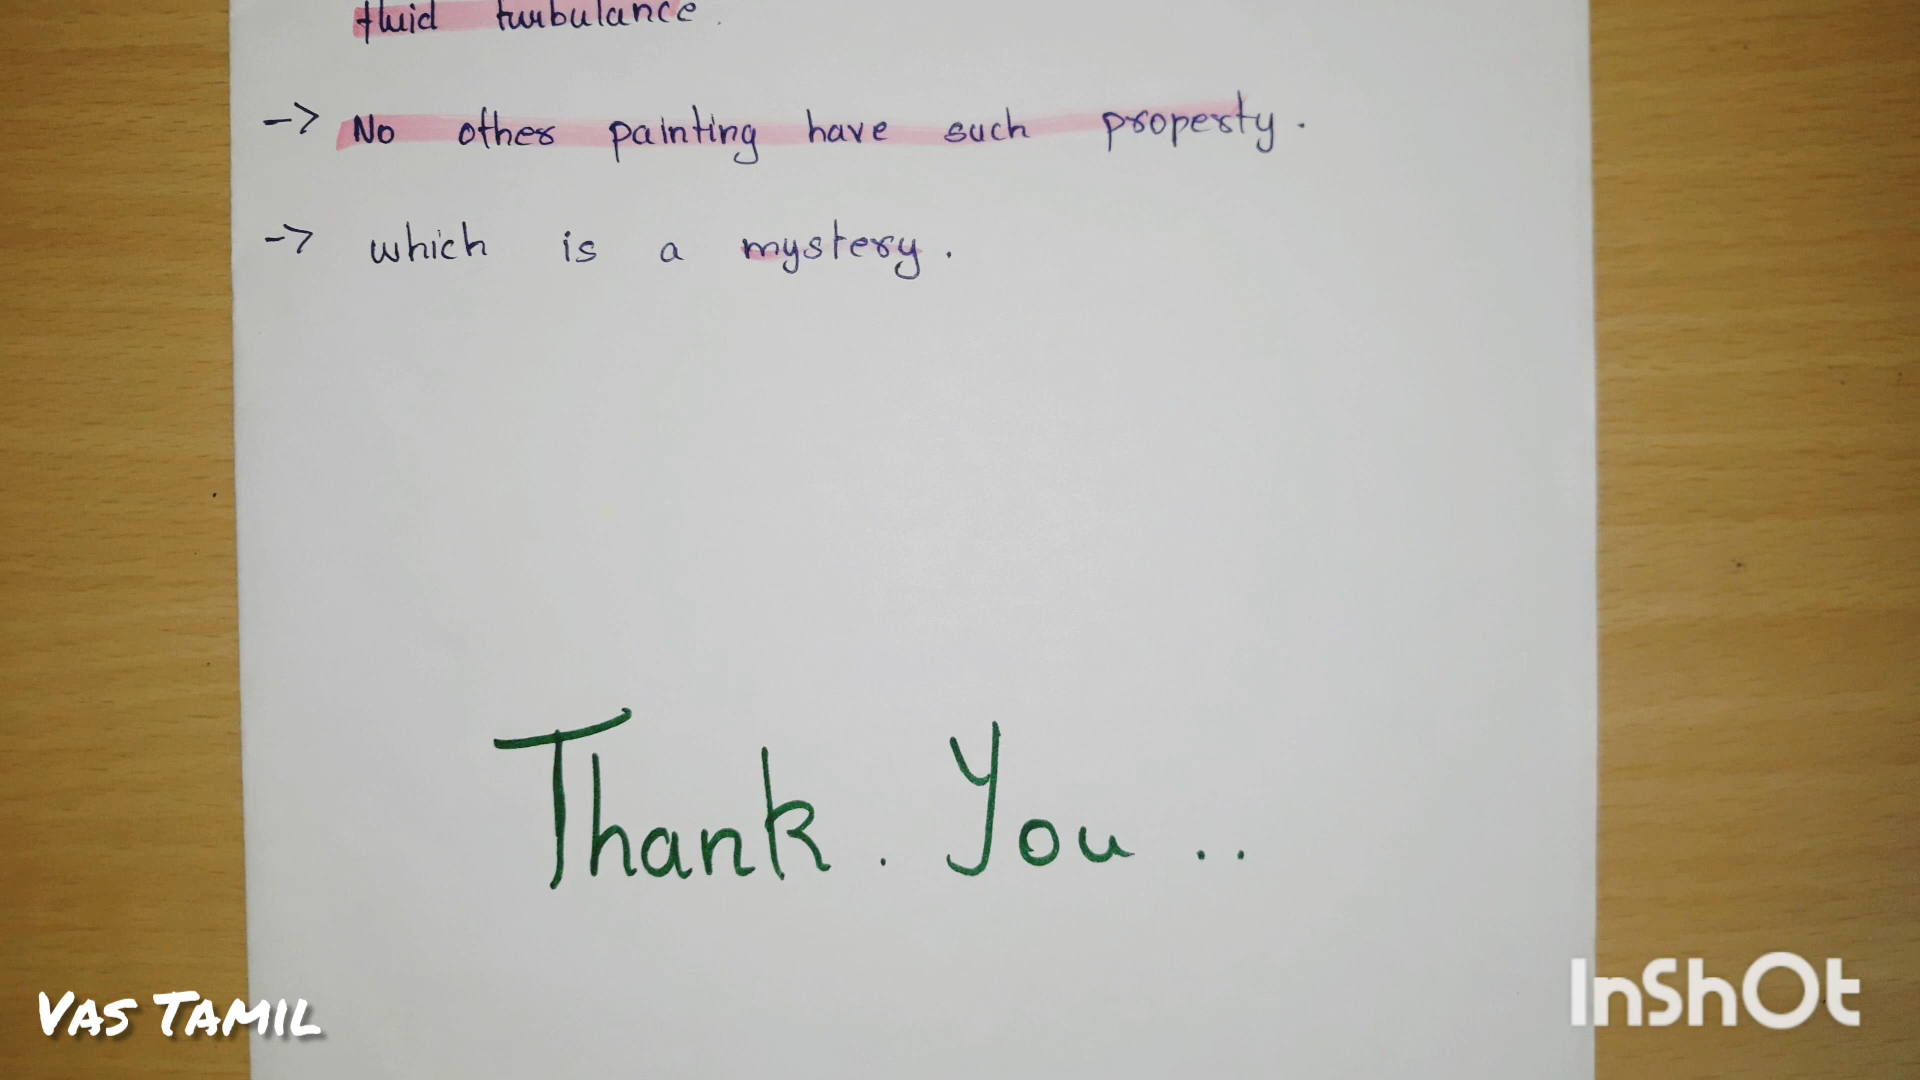 fluid turbulance.
-> No other painting have such property.
-> which is a mystery.
Thank. You ..
VAS TAMIL
InShOt